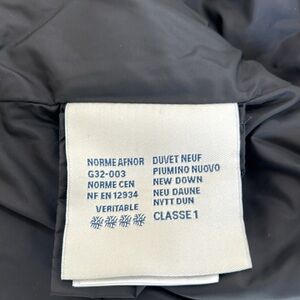 NORME AFNOR
G32-003
NORME CEN
NF EN 12934
VERITABLE
DUVET NEUF
PIUMINO NUOVO
NEW DOWN
NEU DAUNE
NYTT DUN
CLASSE 1